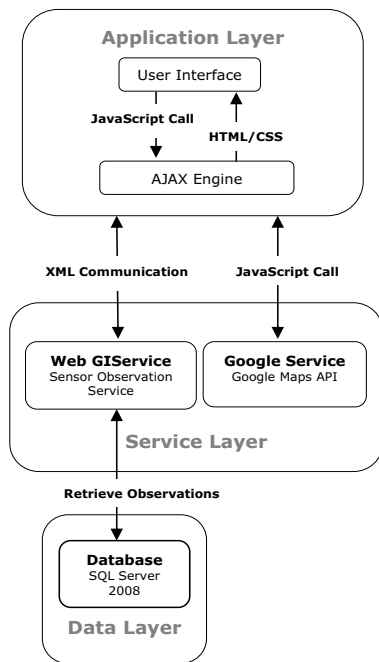 Application Layer
User Interface
JavaScript Call
HTML/CSS
AJAX Engine
XML Communication
JavaScript Call
Web GIService
Sensor Observation
Service
Google Service
Google Maps API
Service Layer
Retrieve Observations
Database
SQL Server
2008
Data Layer